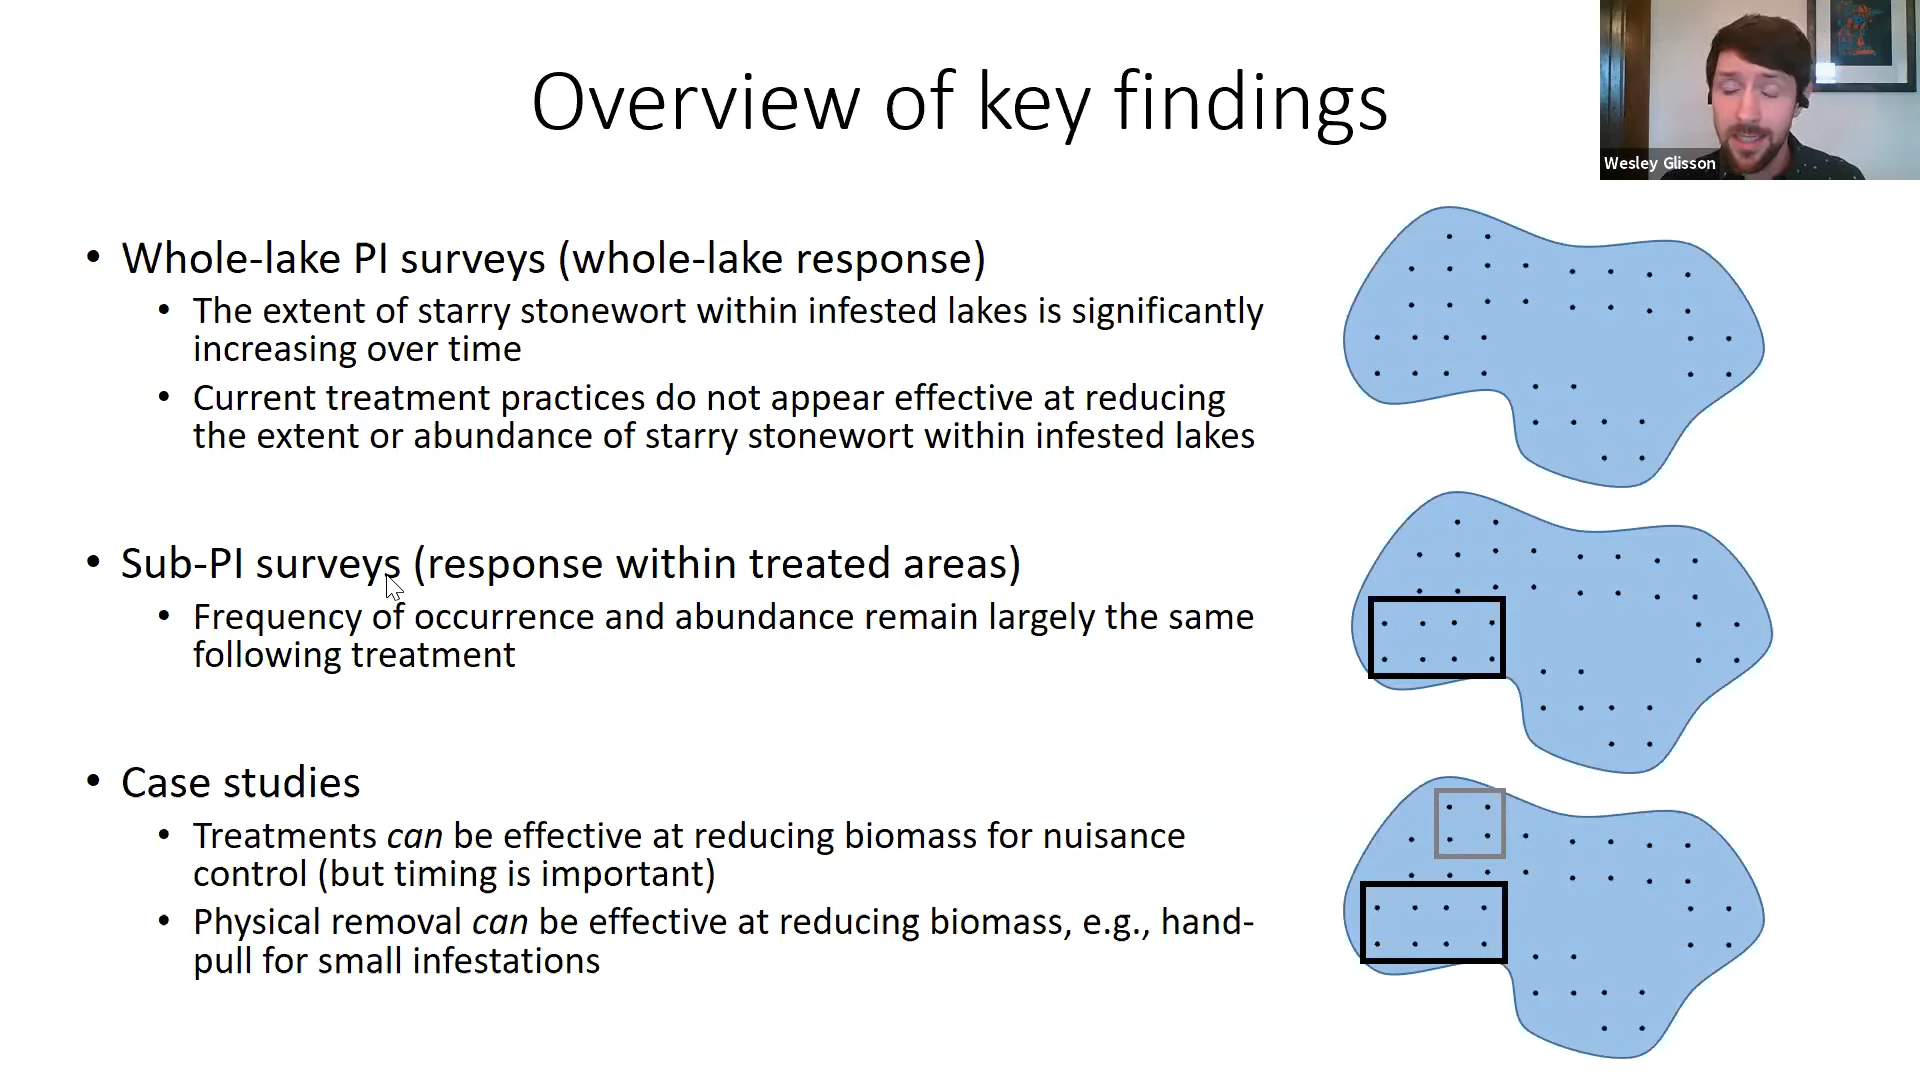 Overview of key findings
Wesley Glisson
• Whole-lake PI surveys (whole-lake response)
• The extent of starry stonewort within infested lakes is significantly
increasing over time
• Current treatment practices do not appear effective at reducing
the extent or abundance of starry stonewort within infested lakes
• Sub-PI surveys (response within treated areas)
• Frequency of occurrence and abundance remain largely the same
following treatment
• Case studies
• Treatments can be effective at reducing biomass for nuisance
control (but timing is important)
• Physical removal can be effective at reducing biomass, e.g., hand-
pull for small infestations